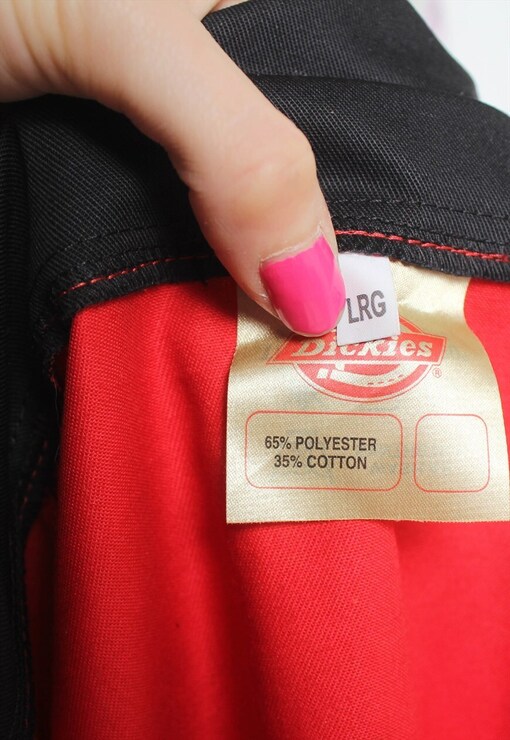 LRG
Dickies
®
65% POLYESTER
35% COTTON